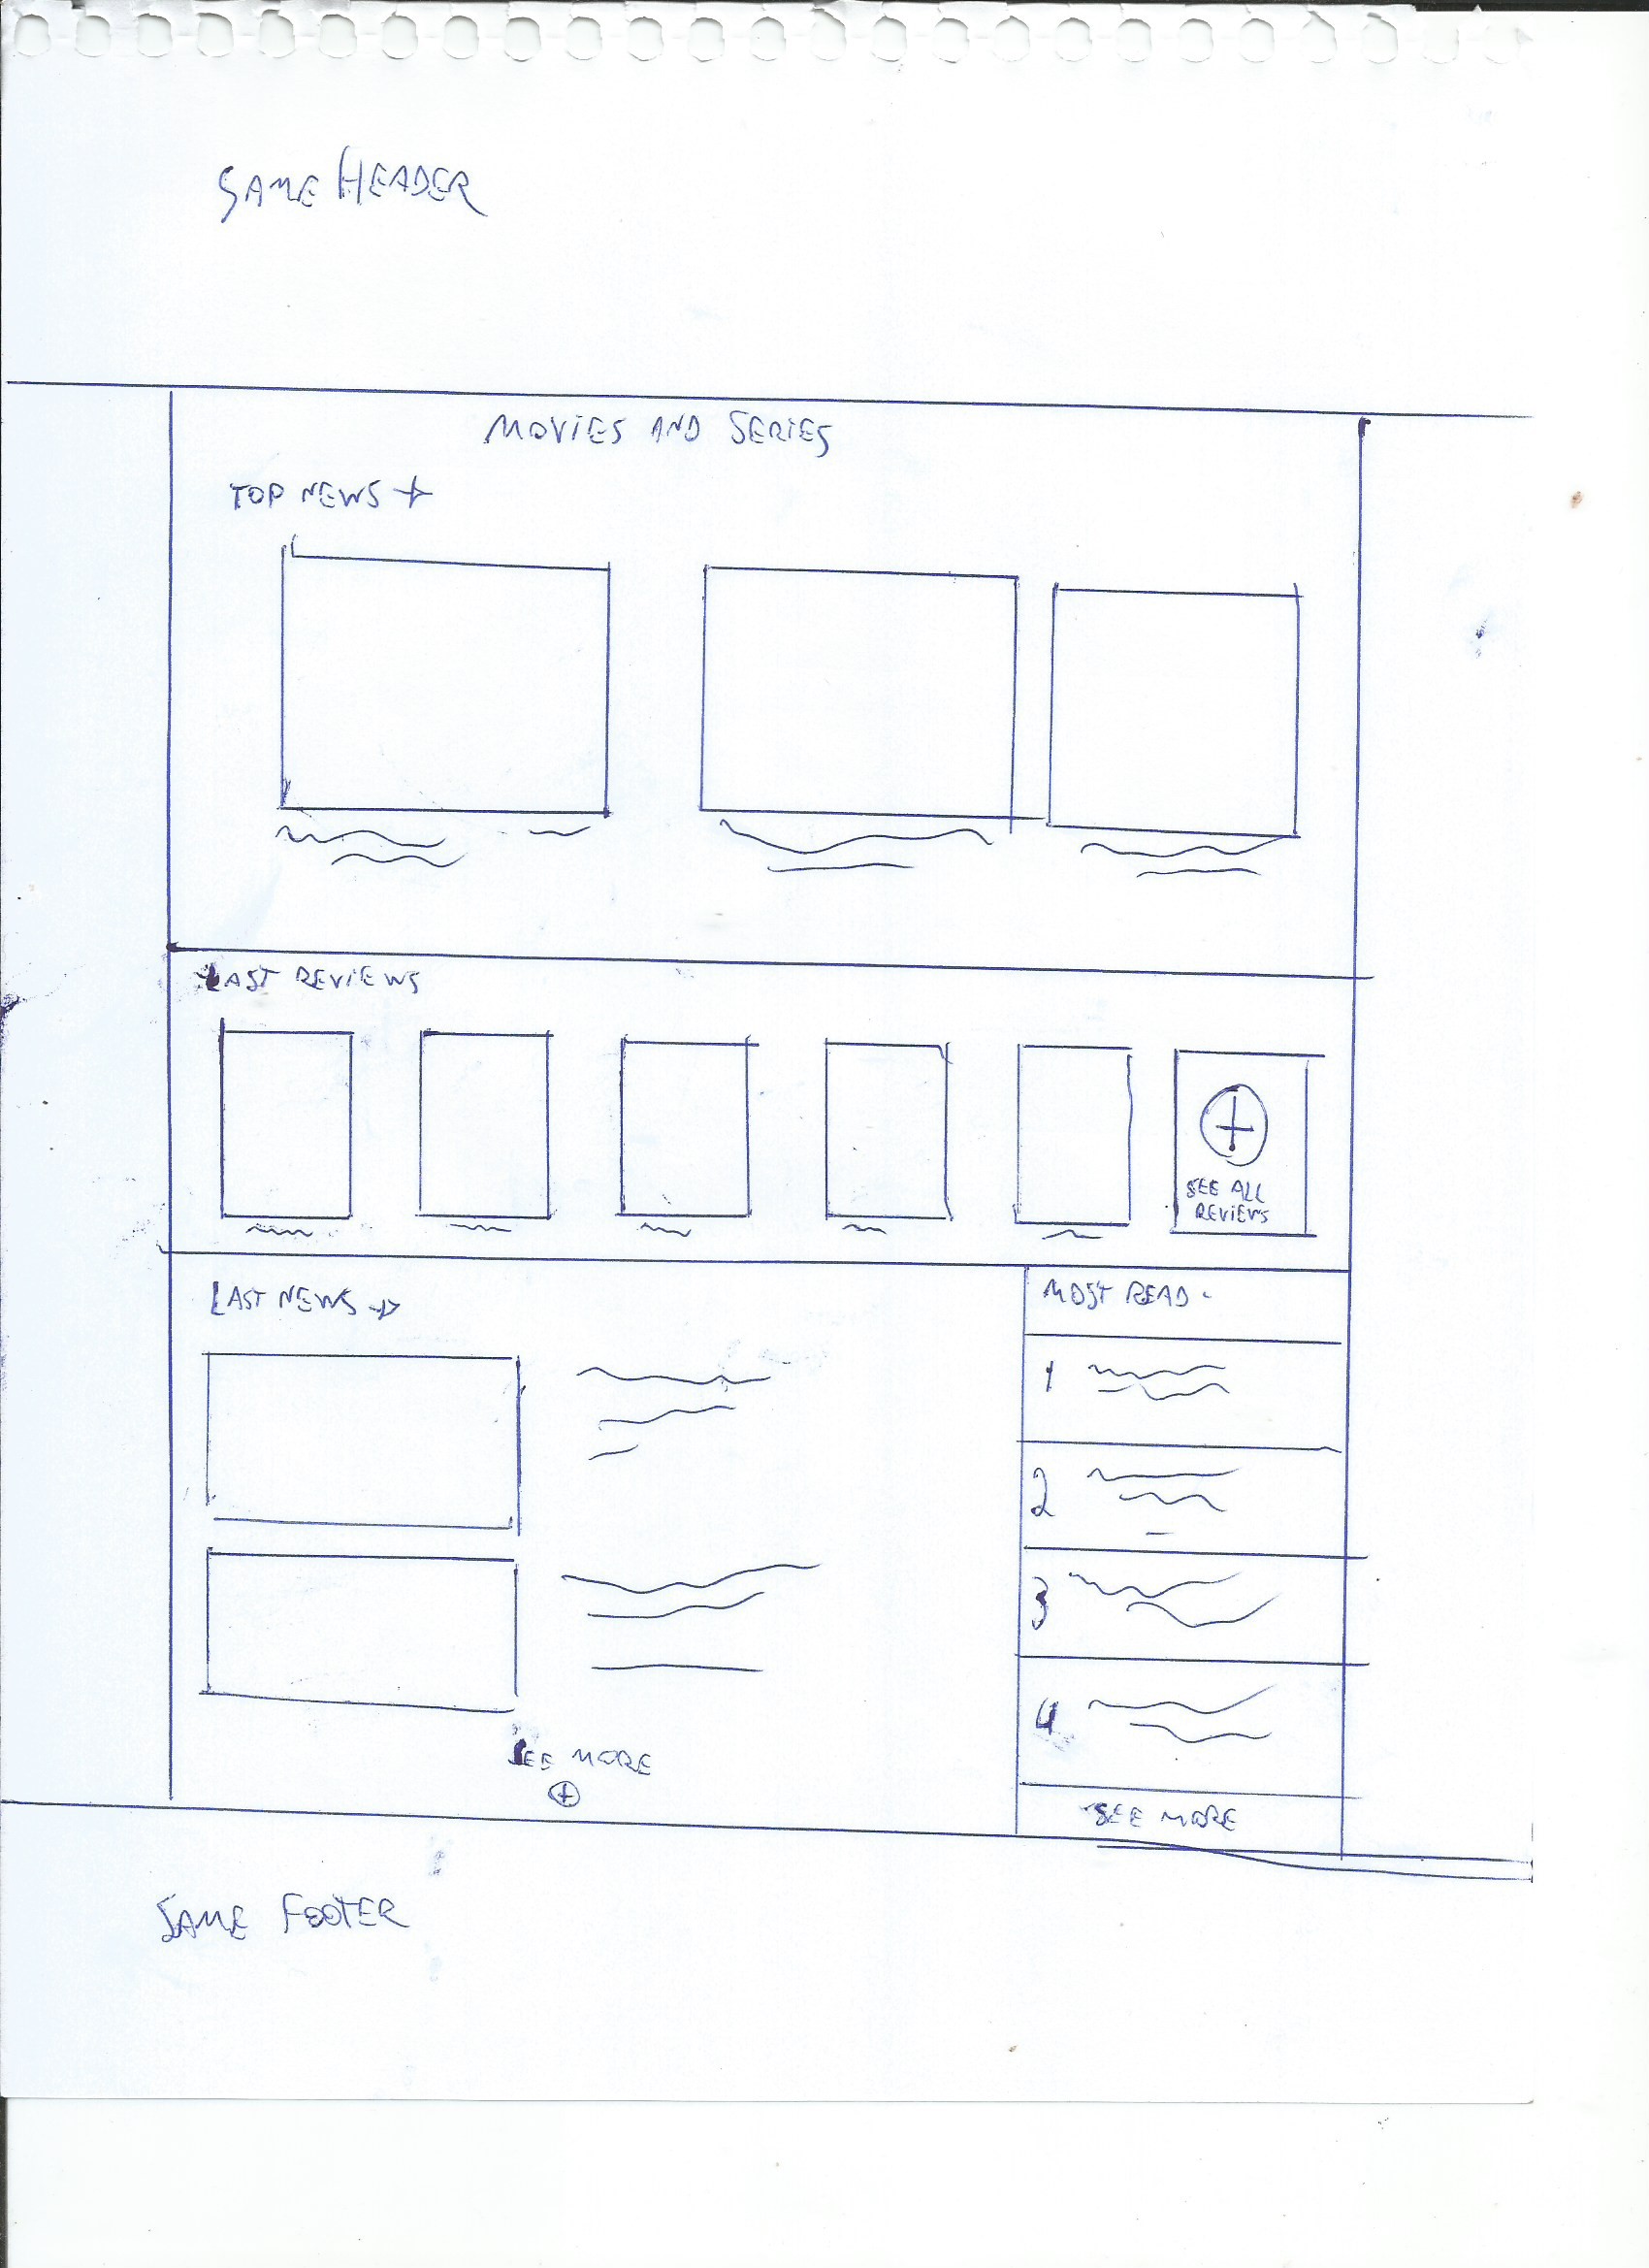 SAME HEADER
MOVIES AND SERIES
TOP NEWS
LAST REVIEWS
SEE ALL
REVIEWS
LAST NEWS →
MOST READ -
1
2
3
4
SEE MORE
SEE MORE
SAME FOOTER